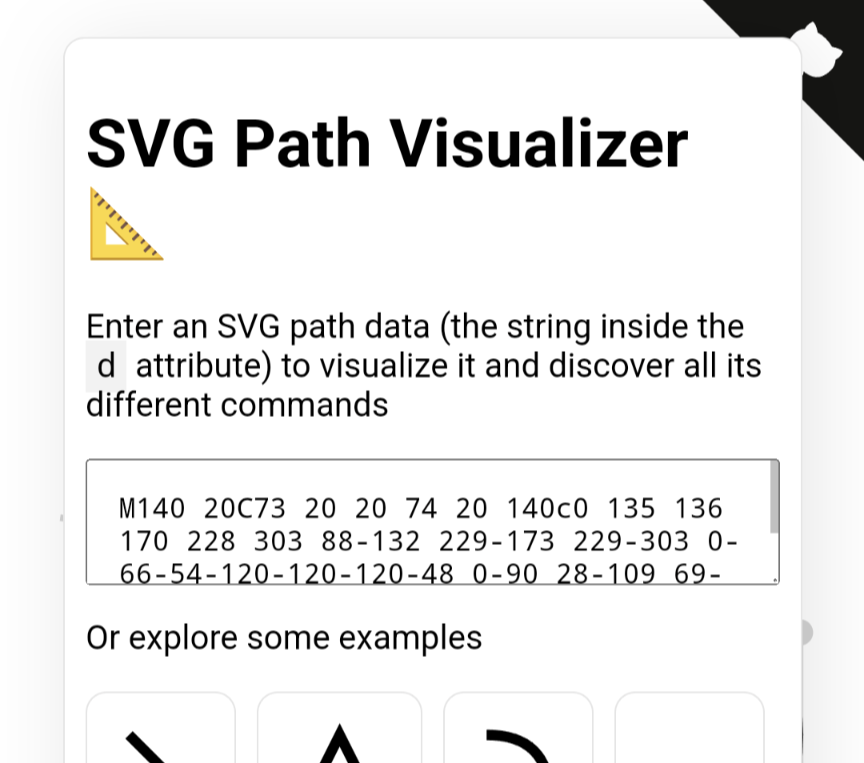 SVG Path Visualizer
Enter an SVG path data (the string inside the
d attribute) to visualize it and discover all its
different commands
M140 20C73 20 20 74 20 140c0 135 136
170 228 303 88-132 229-173 229-303 0-
66-54-120-120-120-48 0-90 28-109 69-
Or explore some examples